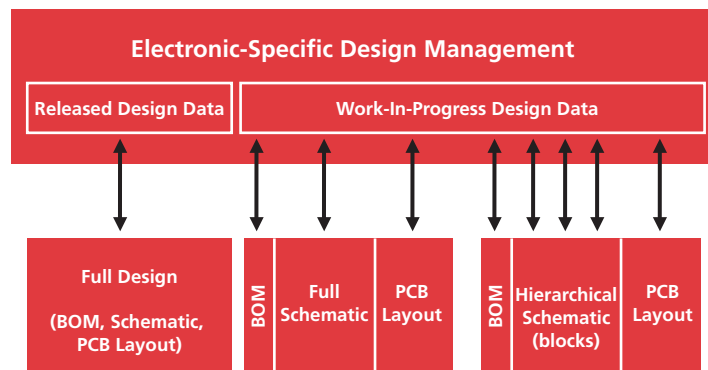 Electronic-Specific Design Management
Released Design Data
Work-In-Progress Design Data
Full Design
(BOM, Schematic,
PCB Layout)
BOM
Full
Schematic
PCB
Layout
BOM
Hierarchical
Schematic
(blocks)
PCB
Layout